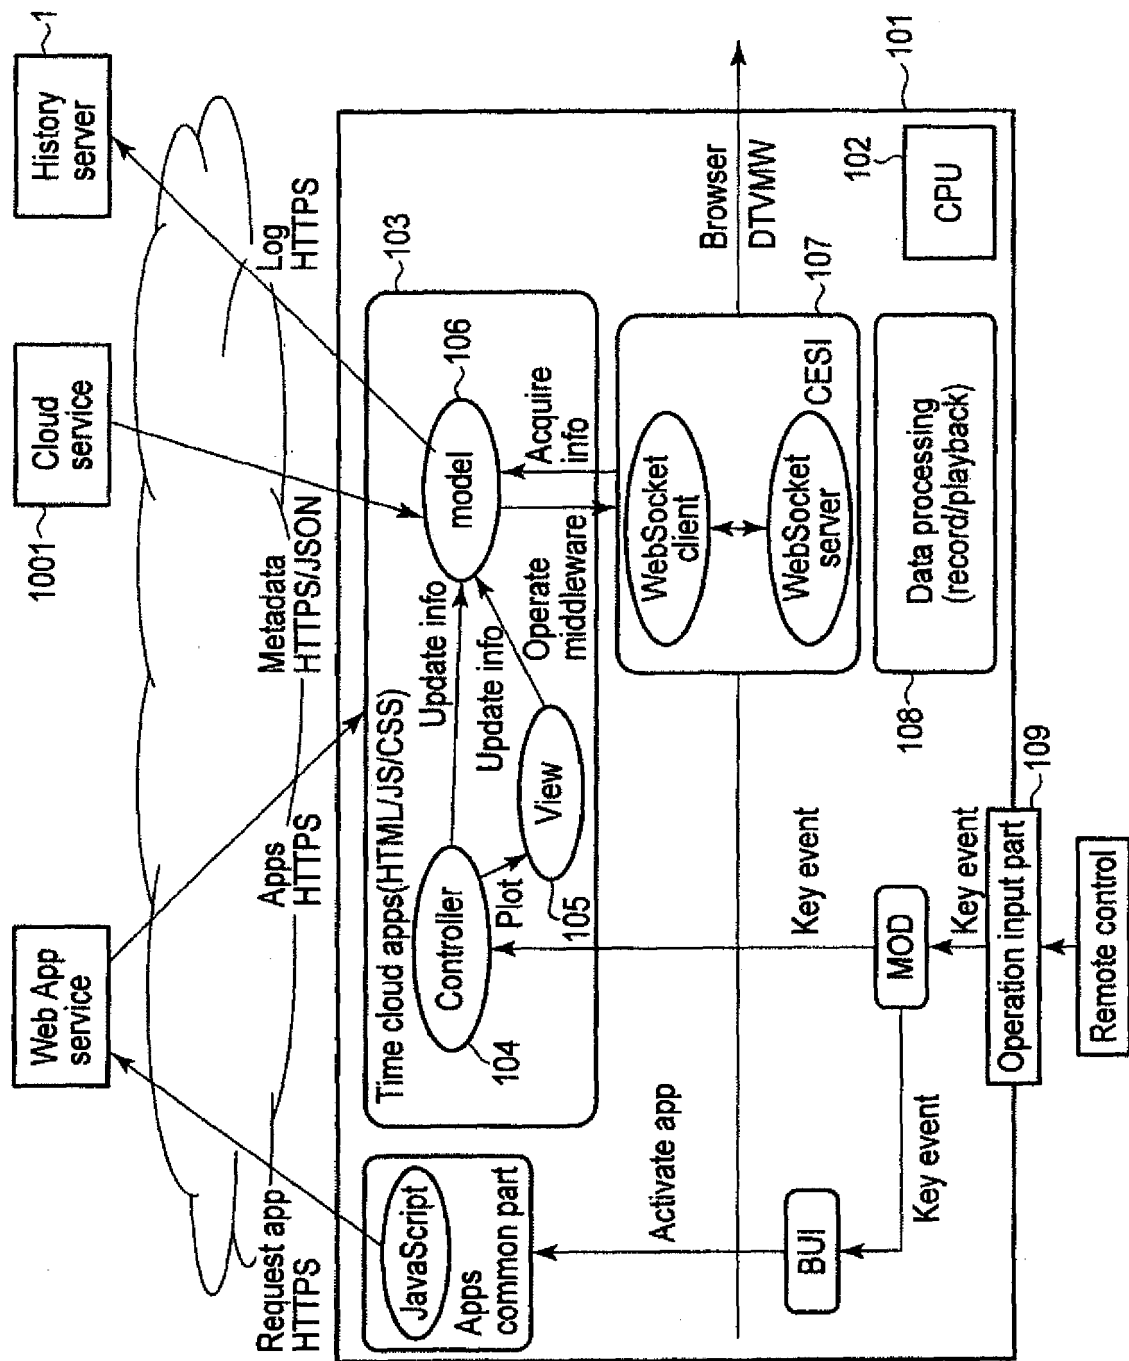 Web App
service
Cloud
service
1001
History
server
1
Request app
HTTPS
Apps
HTTPS
Metadata
HTTPS/JSON
Log
HTTPS
JavaScript
Apps
common part
Time cloud apps(HTML/JS/CSS)
103
Controller
104
Plot
View
105
Update info
Update info
model
106
Operate
middleware
Acquire
info
WebSocket
client
WebSocket
server
CESI
107
Browser
DTVMW
101
Activate app
Key event
BUI
Key event
MOD
Key event
Data processing
(record/playback)
108
CPU
102
Operation input part
109
Remote control